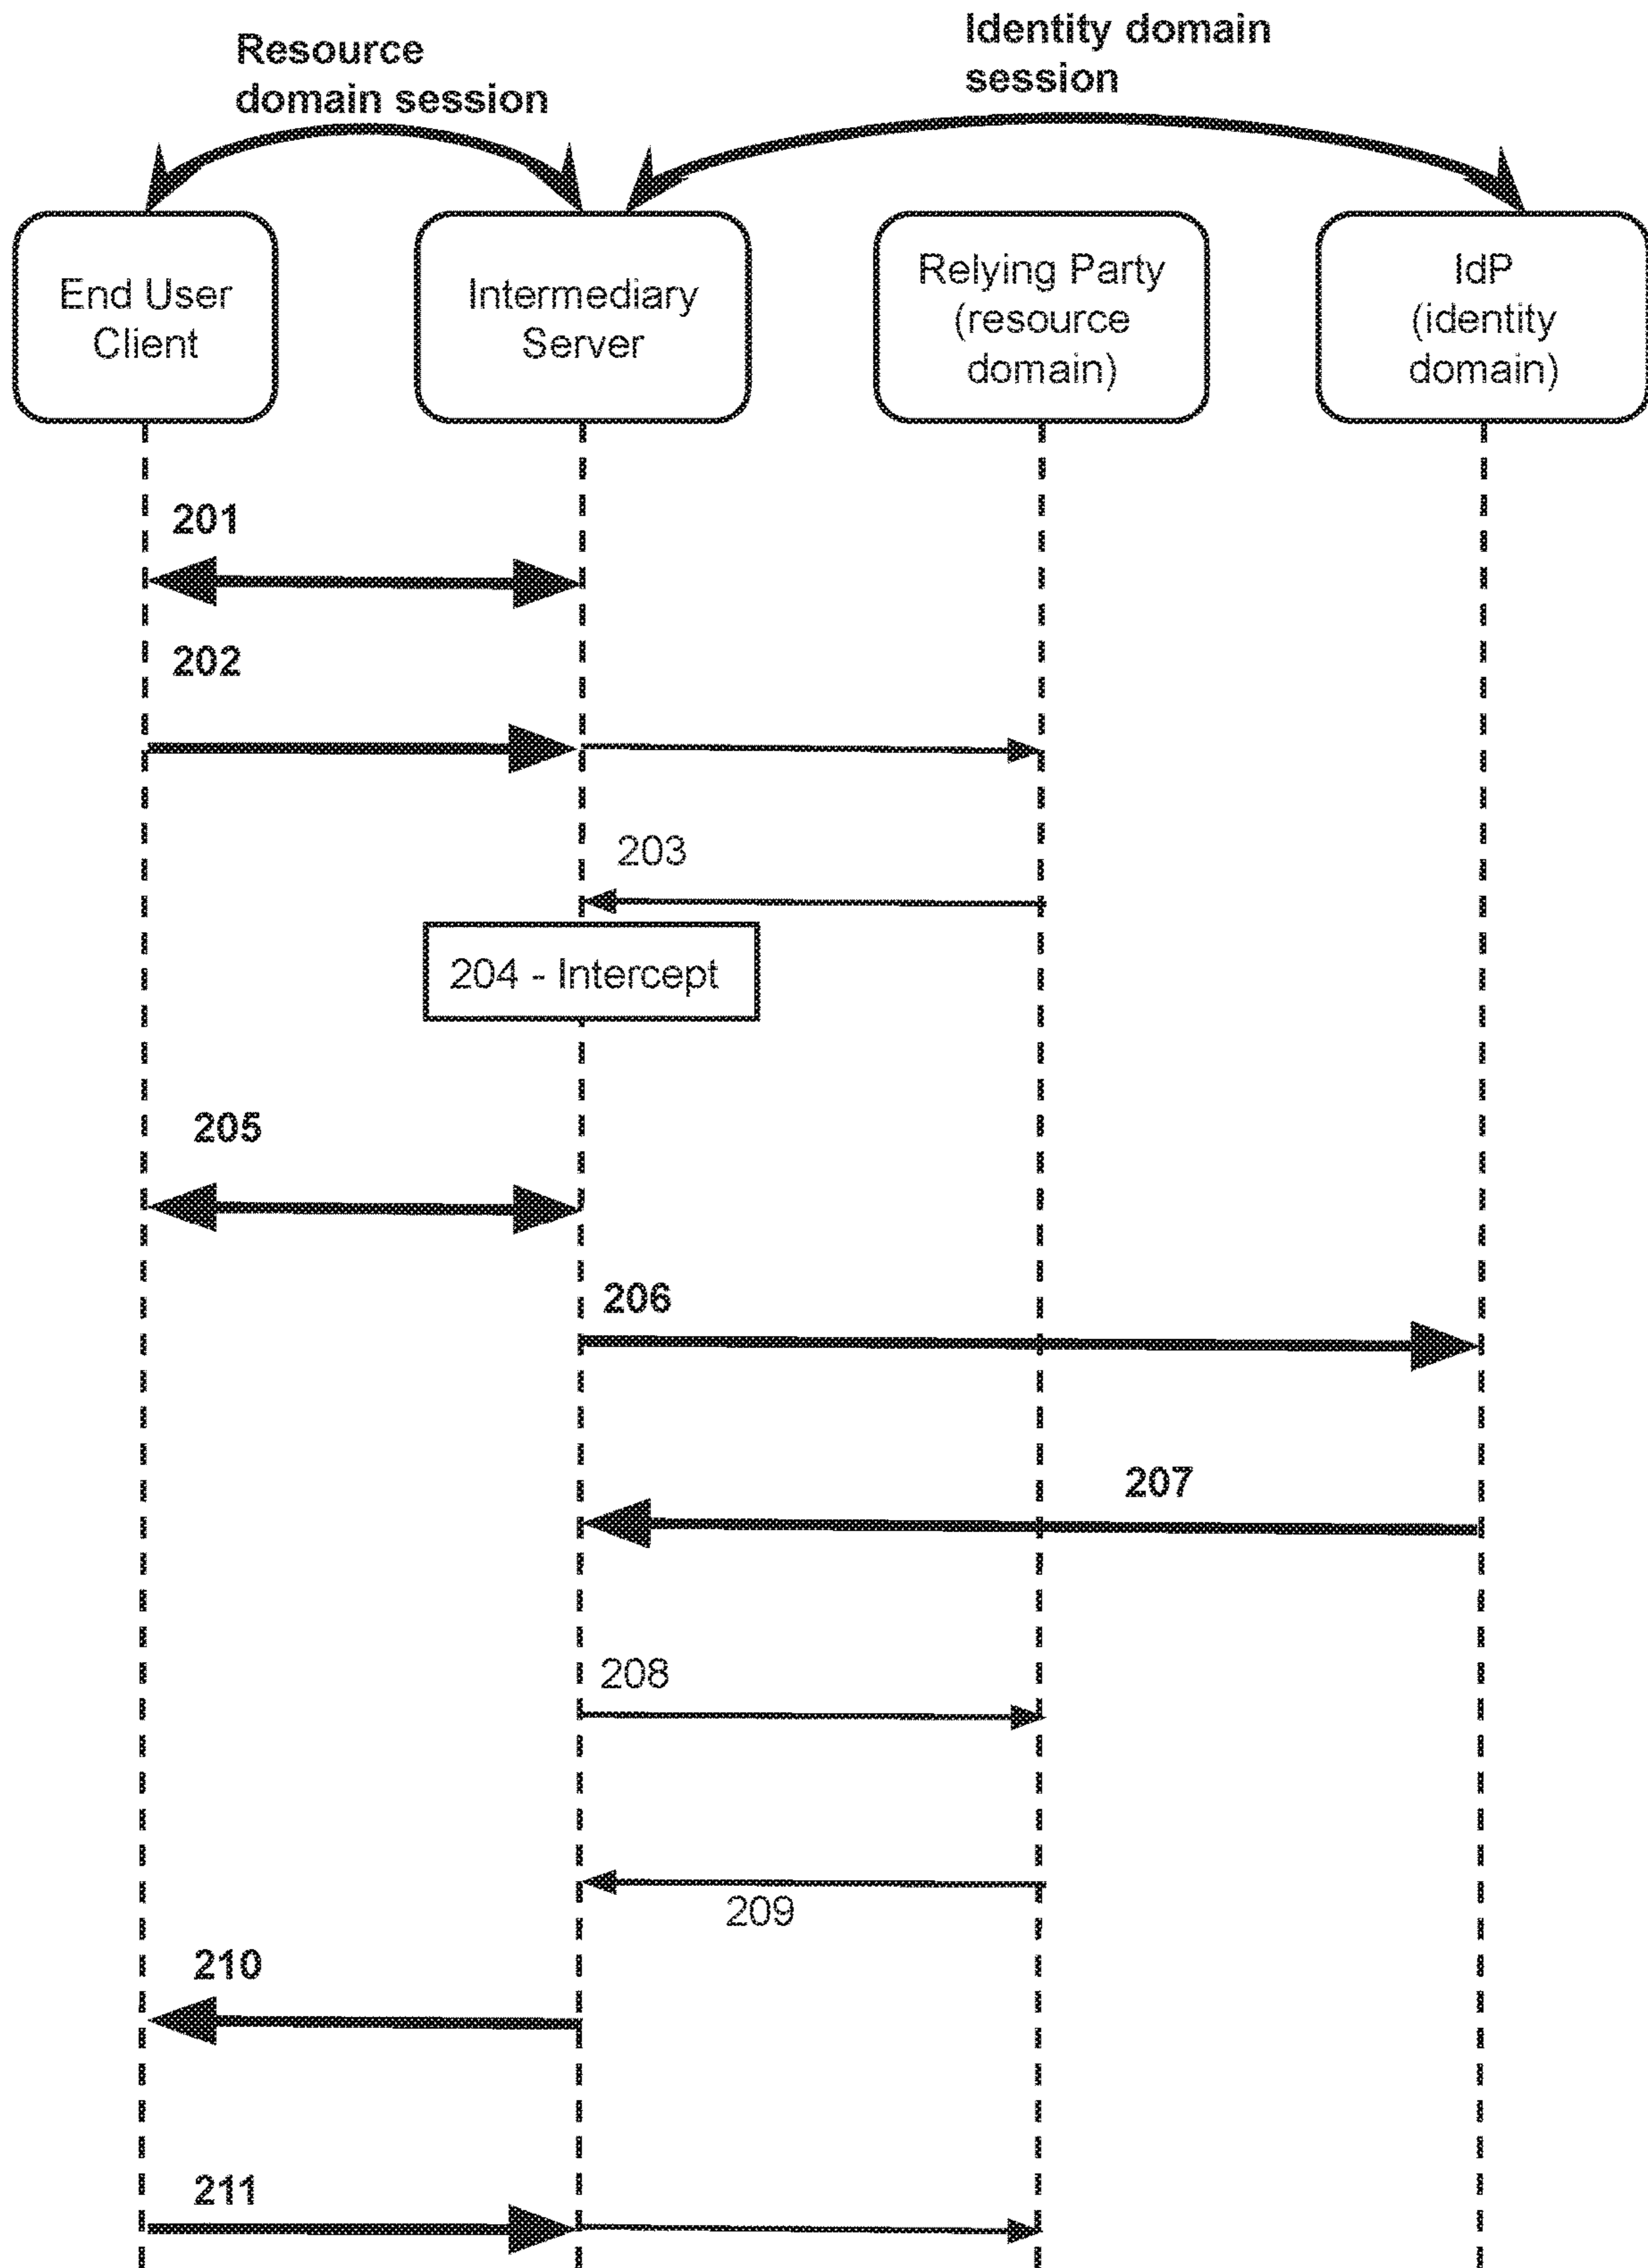 Resource
domain session
Identity domain
session
End User
Client
Intermediary
Server
Relying Party
(resource
domain)
IdP
(identity
domain)
201
202
203
204 - Intercept
205
206
207
208
209
210
211